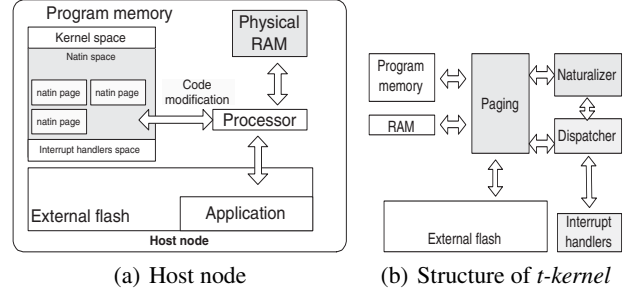 Program memory
Kernel space
Natin space
natin page
natin page
natin page
Interrupt handlers space
Code
modification
Physical
RAM
Processor
External flash
Application
Host node
(a) Host node
Program
memory
RAM
Paging
Naturalizer
Dispatcher
External flash
Interrupt
handlers
(b) Structure of t-kernel